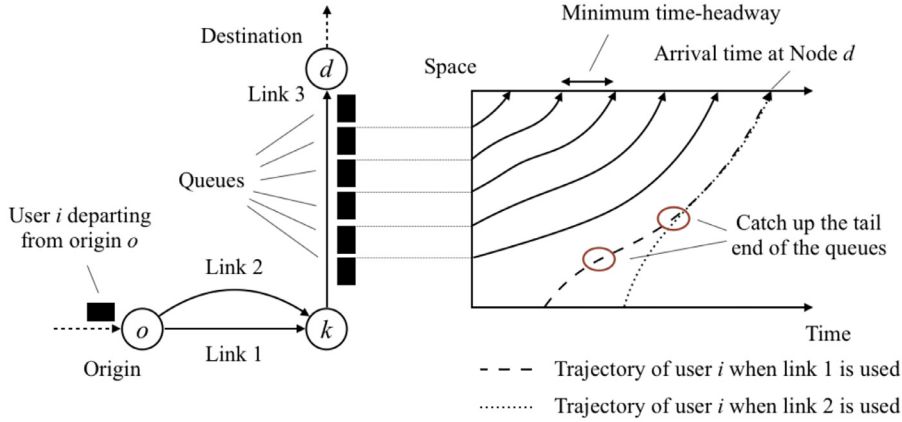 Destination
d
Link 3
Queues
User i departing
from origin o
Link 2
o
k
Link 1
Origin
Minimum time-headway
Space
Arrival time at Node d
Catch up the tail
end of the queues
Time
Trajectory of user i when link 1 is used
Trajectory of user i when link 2 is used